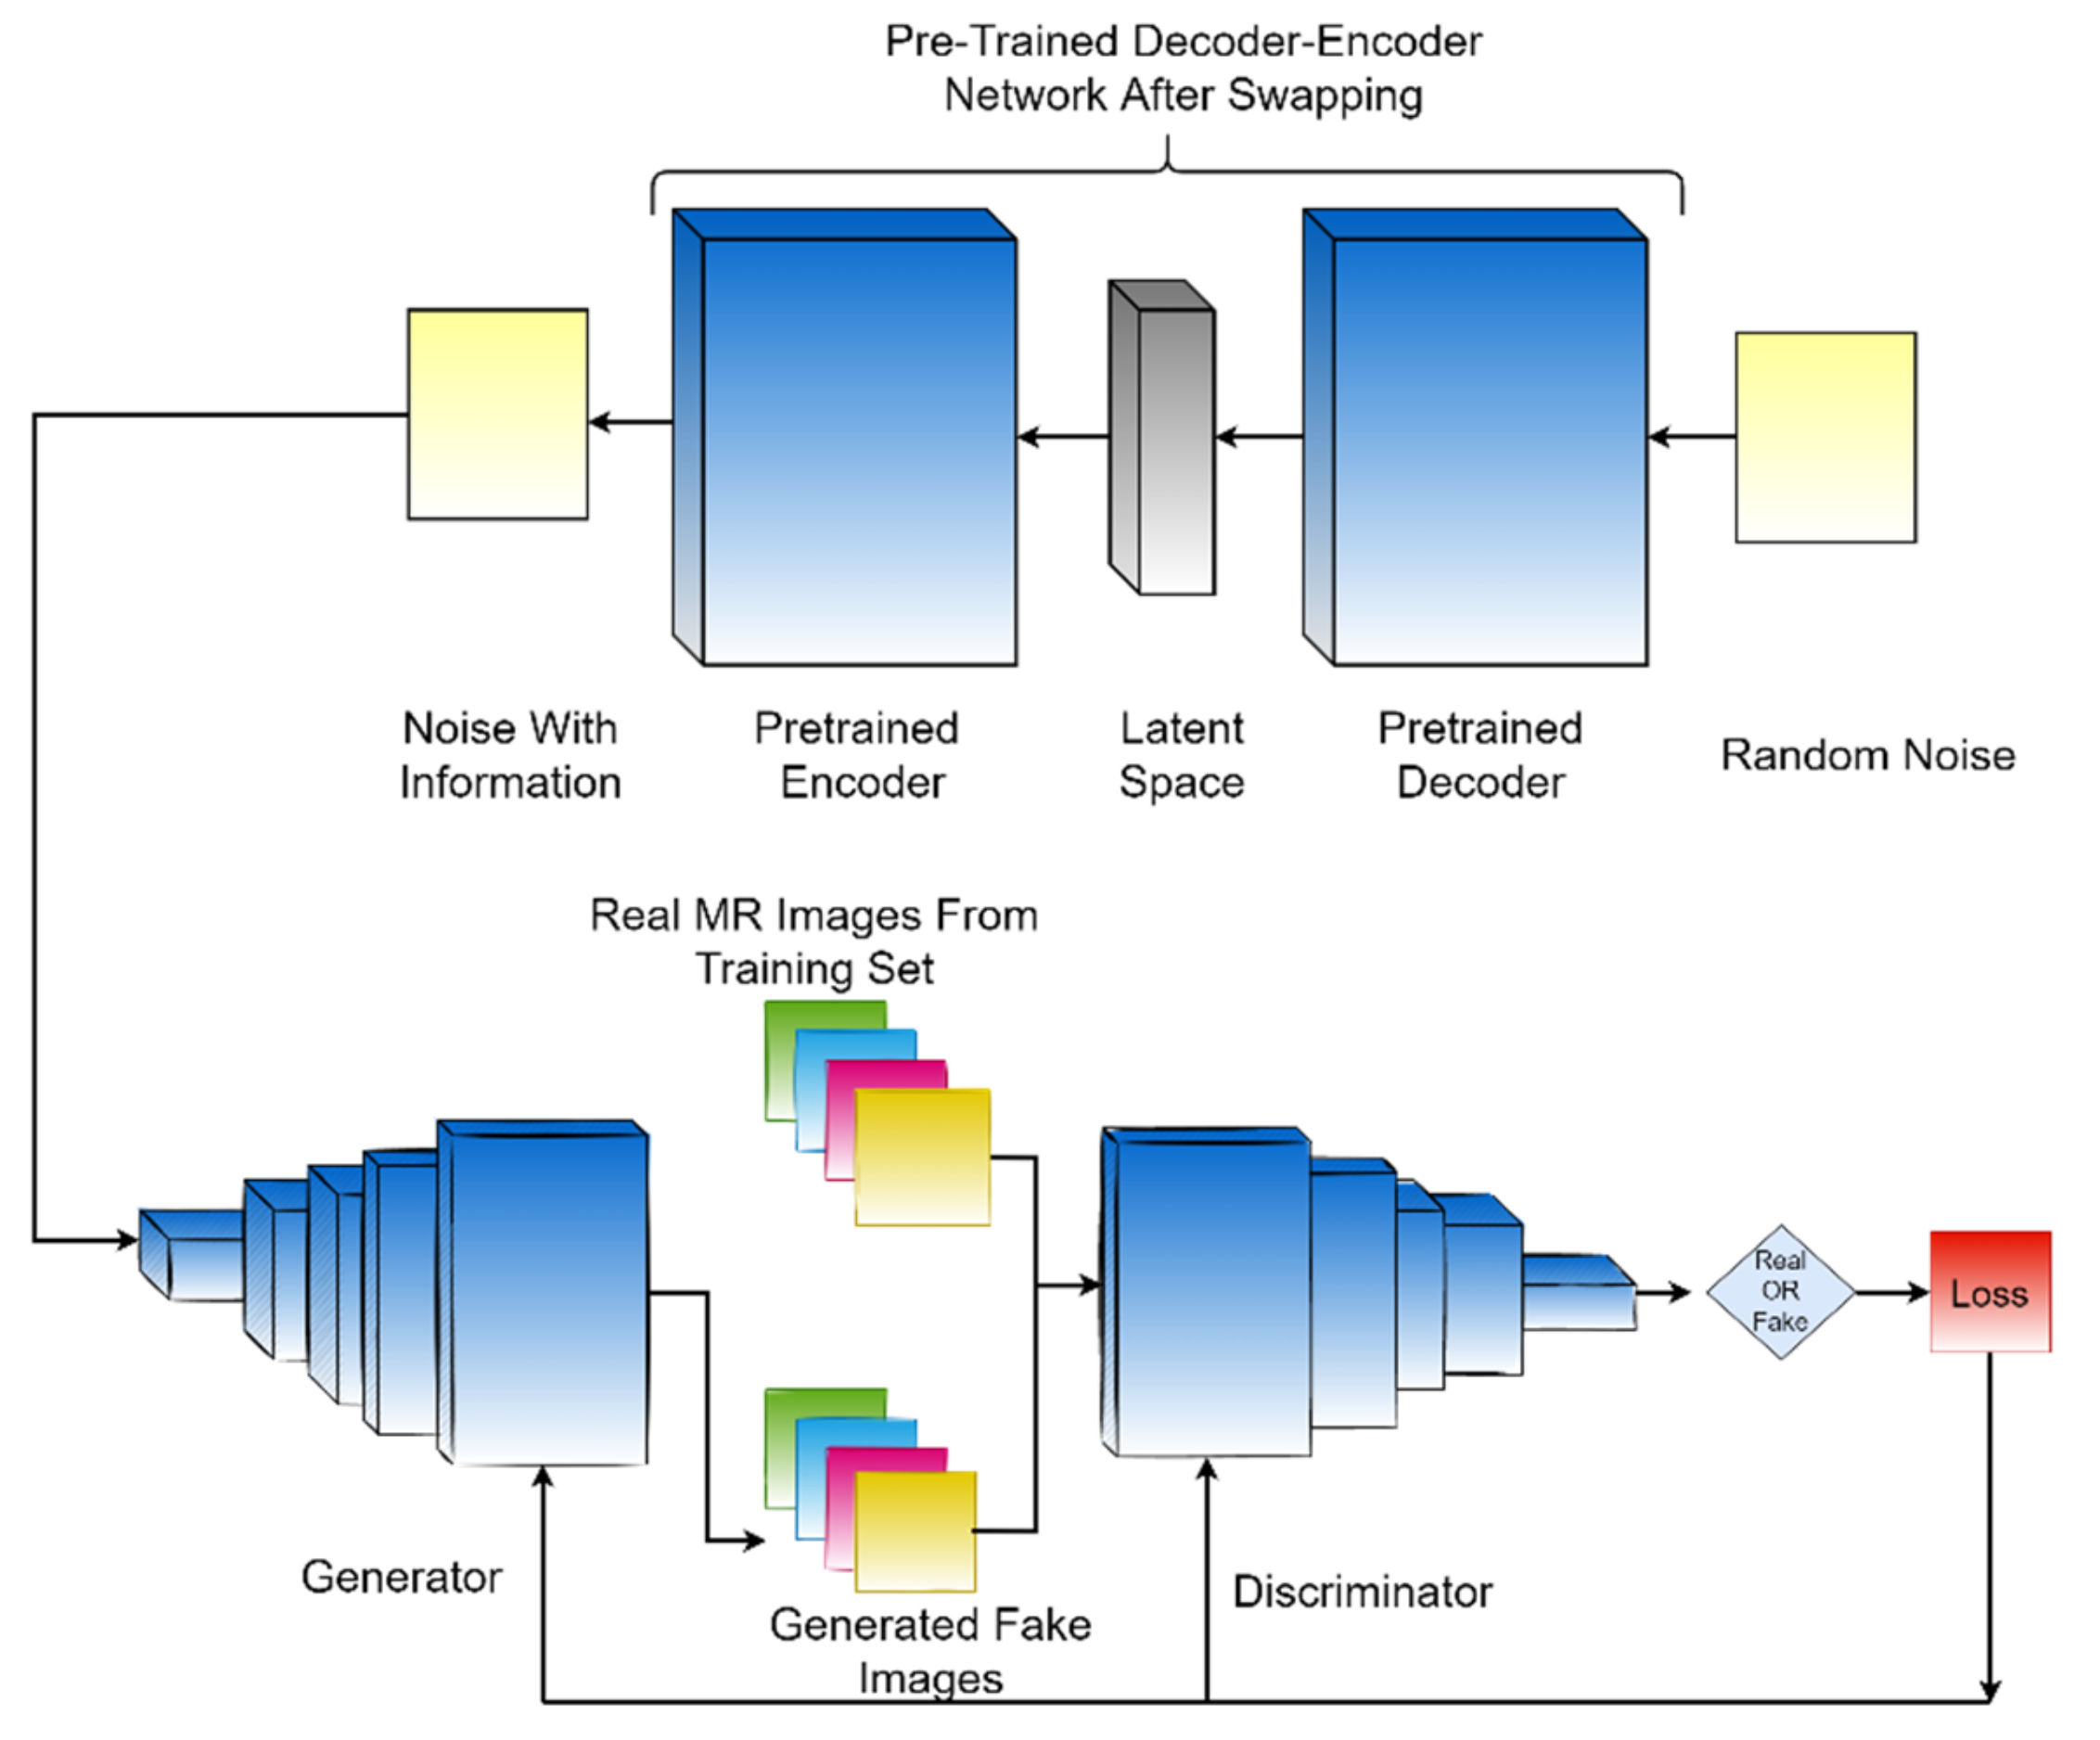 Pre-Trained Decoder-Encoder
Network After Swapping
Noise With
Information
Pretrained
Encoder
Latent
Space
Pretrained
Decoder
Random Noise
Real MR Images From
Training Set
Real
OR
Fake
Loss
Generator
Discriminator
Generated Fake
Images